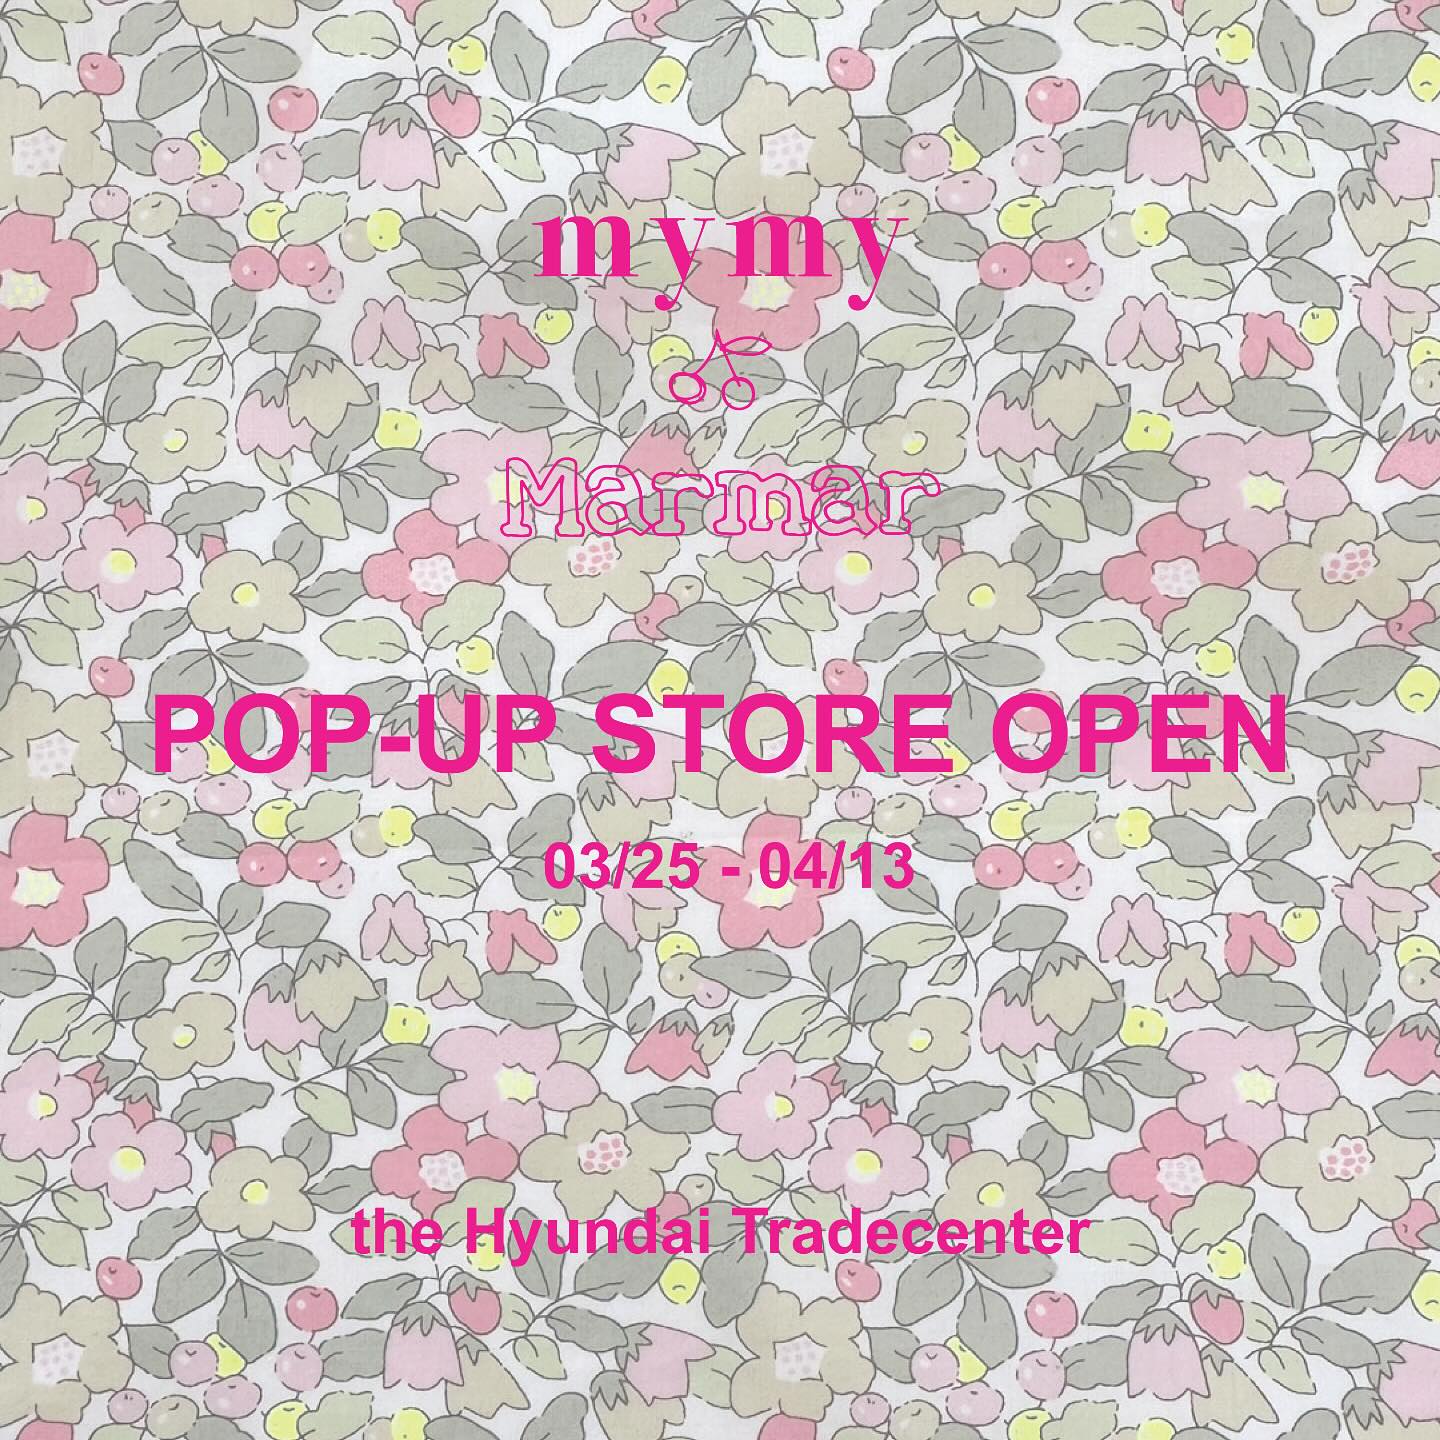 mymy
Marmar
POP-UP STORE OPEN
03/25 - 04/13
the Hyundai Tradecenter